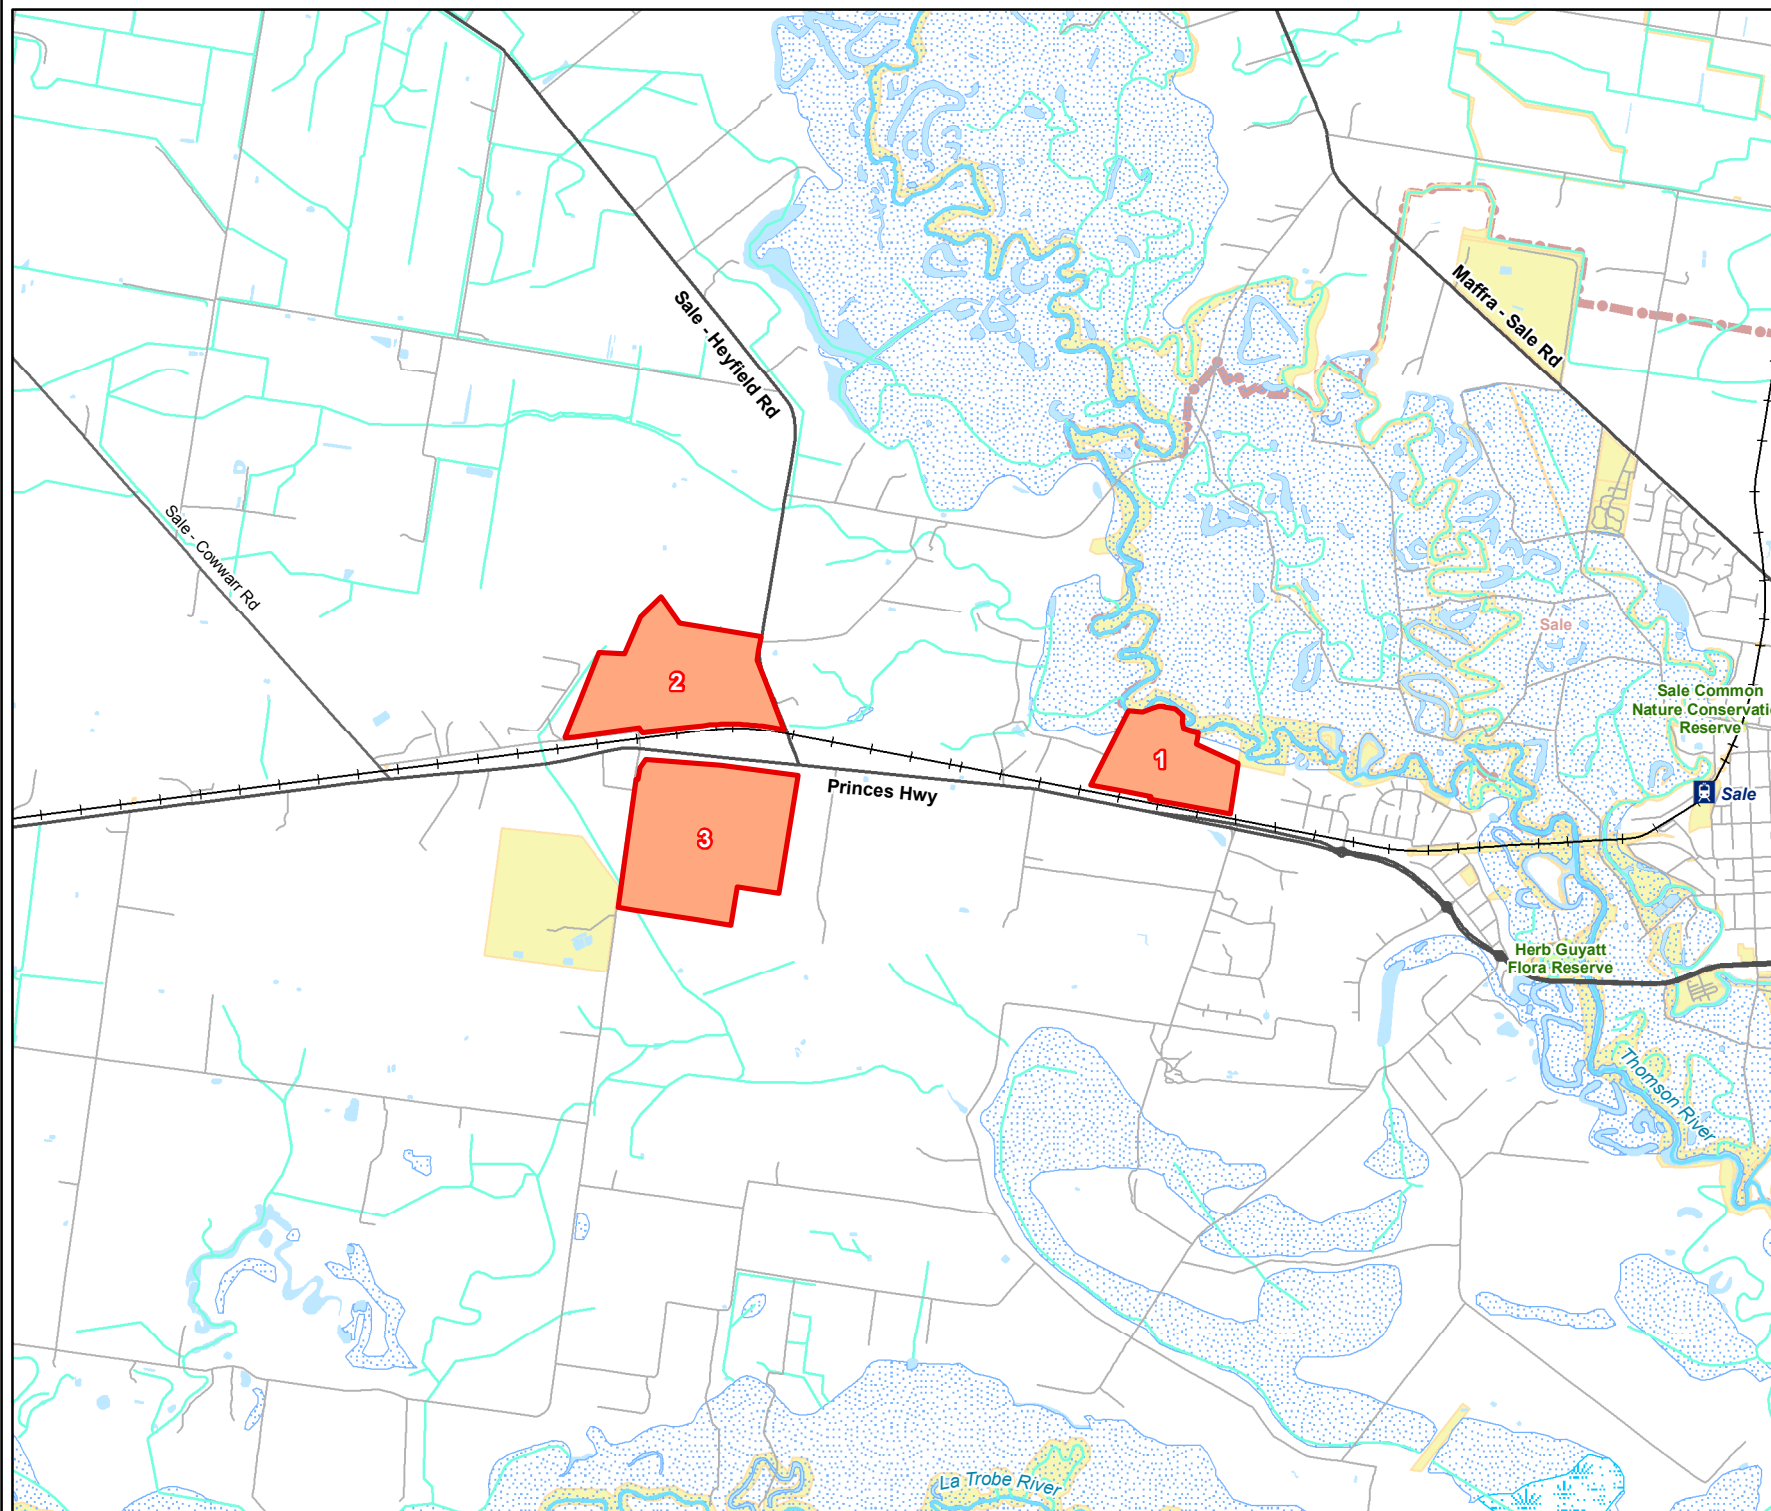 Sale - Heyfield Rd
Maffra - Sale Rd
Sale - Cowwarr Rd
Sale
2
Sale Common
Nature Conservati
Reserve
1
Princes Hwy
Sale
3
Herb Guyatt
Flora Reserve
Thomson River
La Trobe River